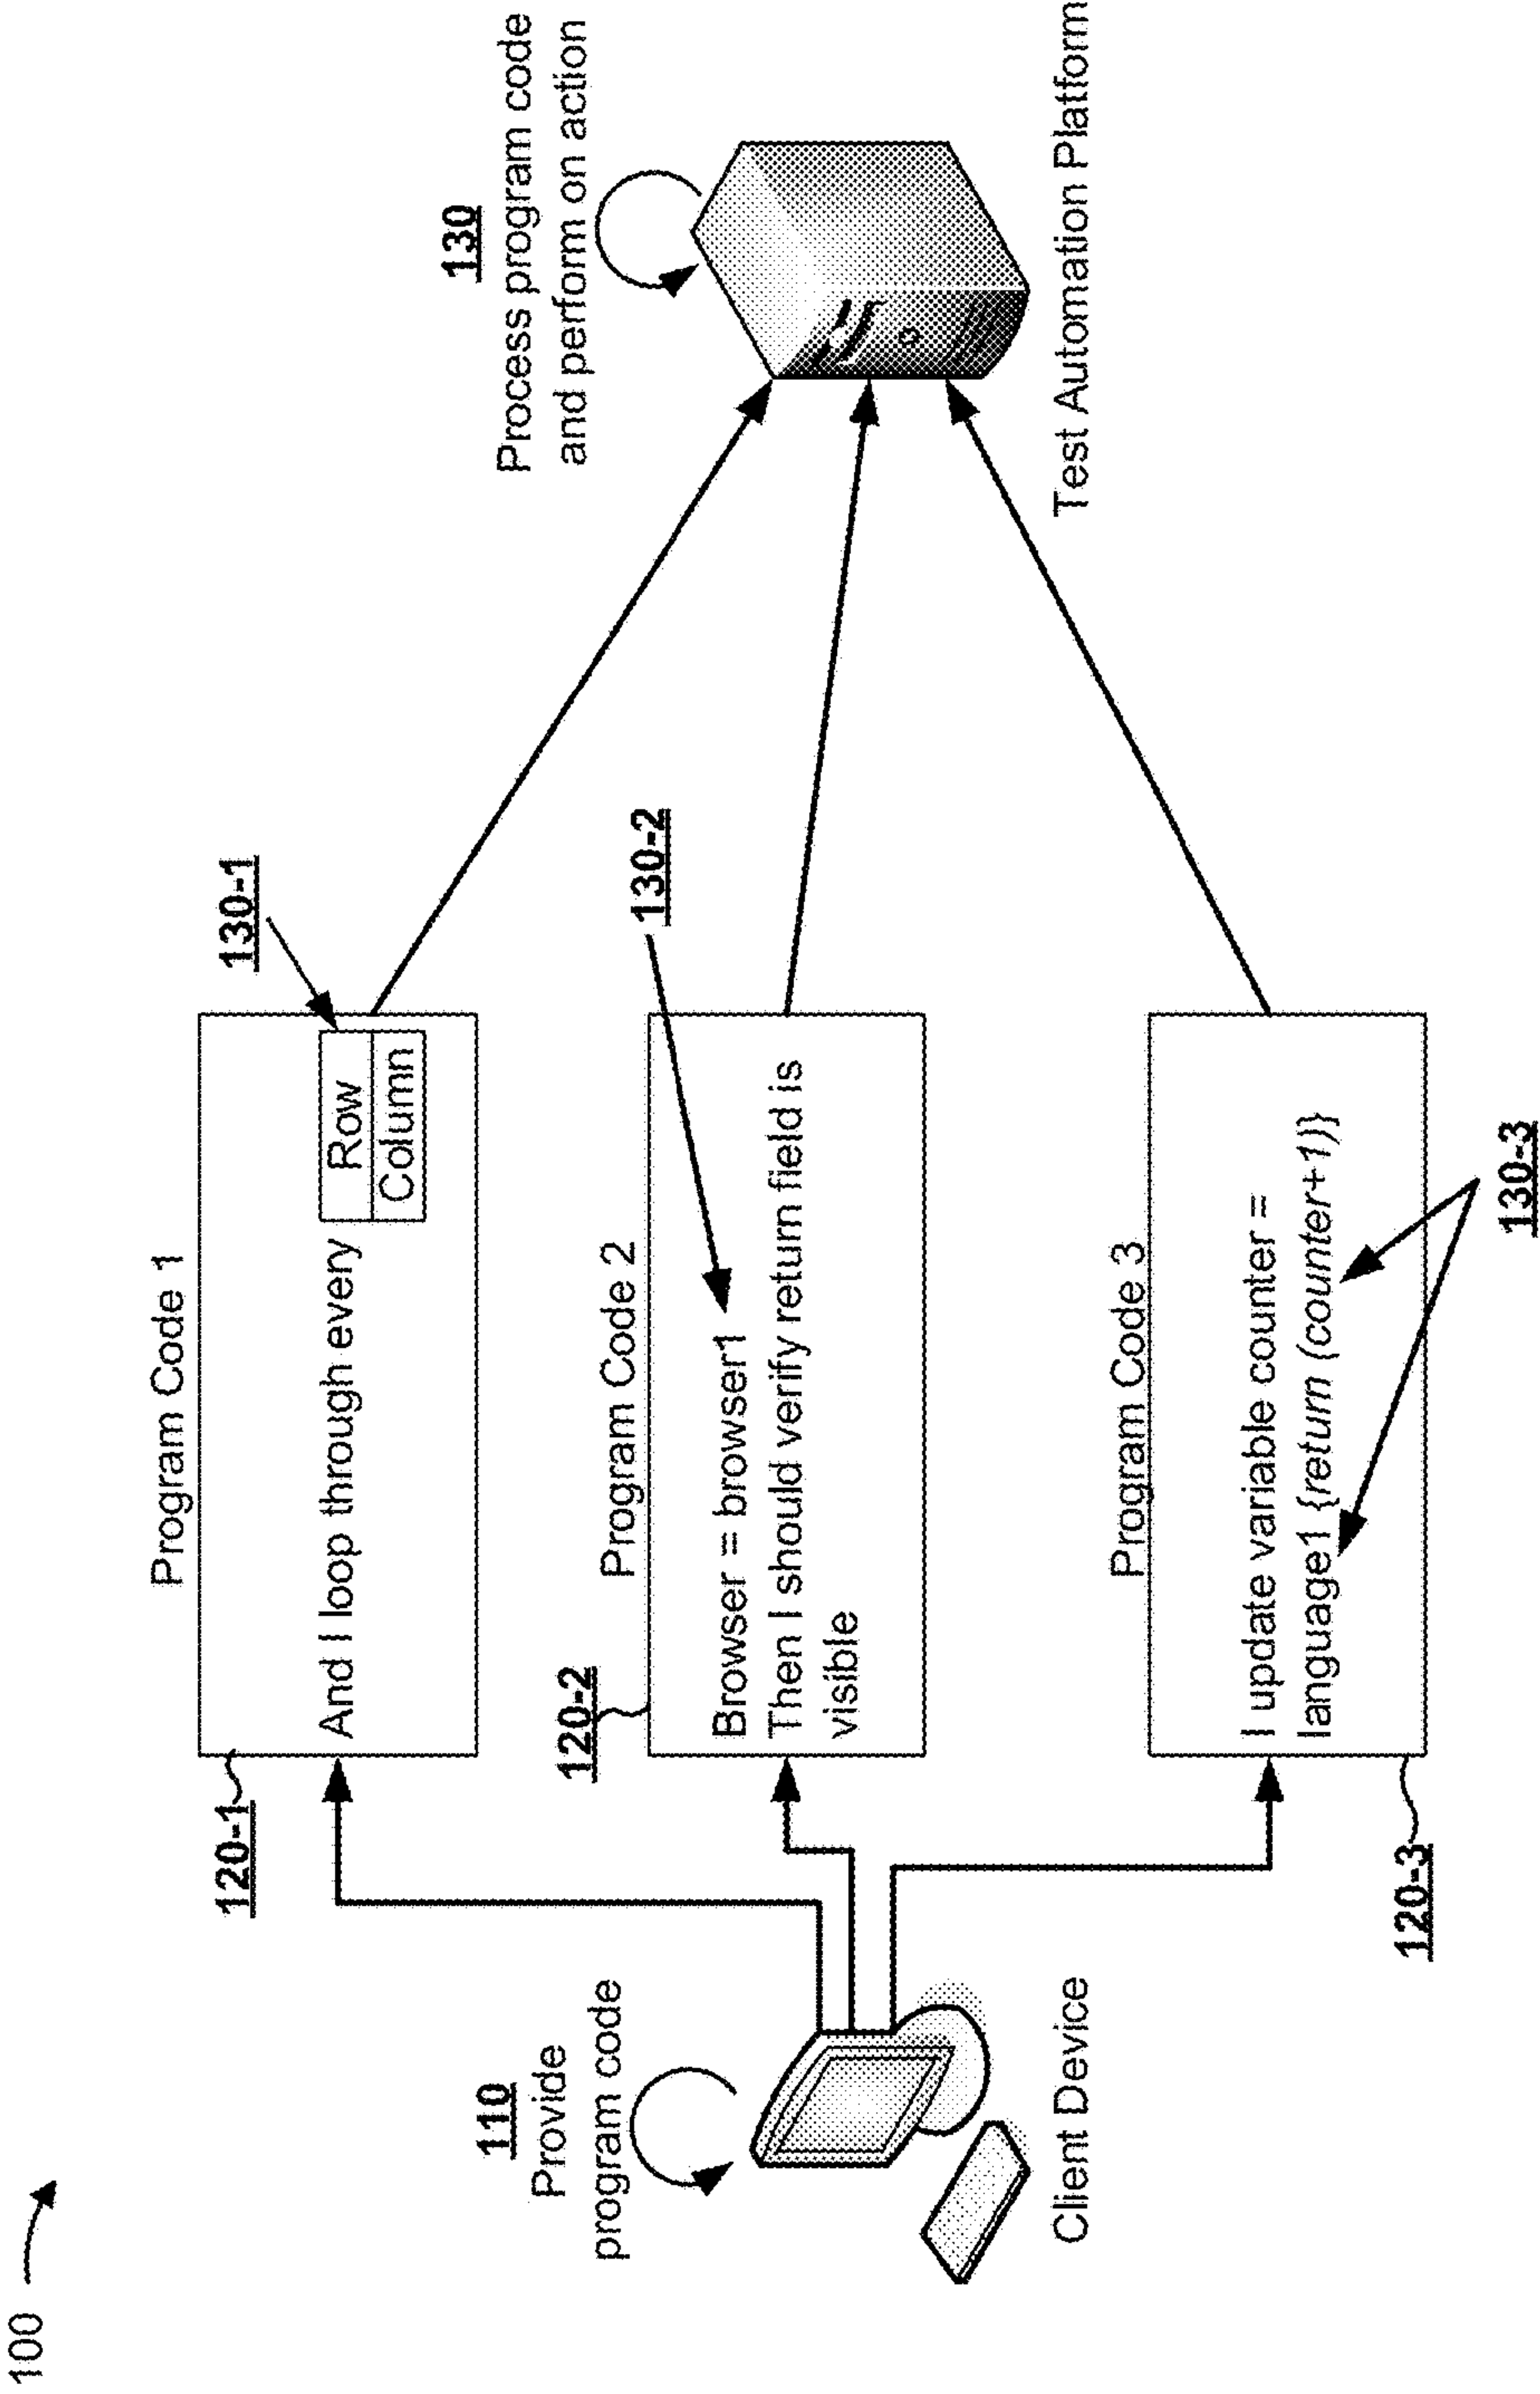 100
110
Provide
program code
Client Device
120-1
Program Code 1
And I loop through every
Row
Column
130-1
120-2
Program Code 2
Browser = browser1
Then I should verify return field is
visible
130-2
120-3
Program Code 3
I update variable counter =
language1 {return (counter+1)}
130-3
130
Process program code
and perform on action
Test Automation Platform